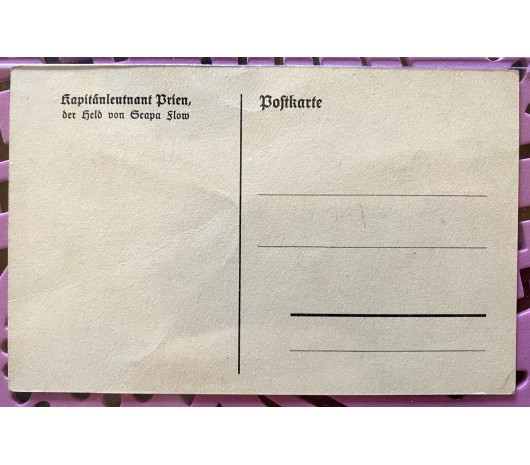 Kapitänleutnant Prien,
der Held von Scapa Flow
Postkarte